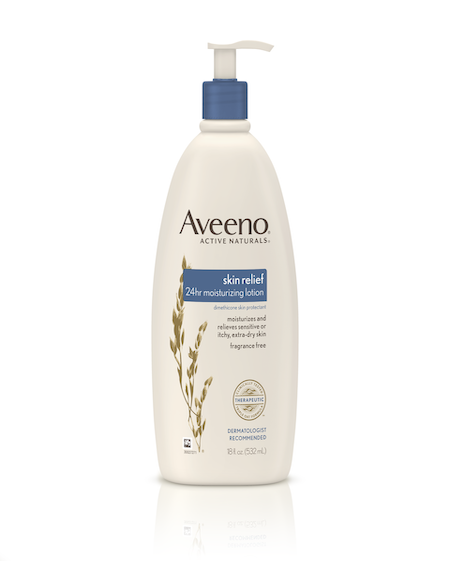 Aveeno®
ACTIVE NATURALS®
skin relief
24hr moisturizing lotion
dimethicone skin protectant
moisturizes and
relieves sensitive or
itchy, extra-dry skin
fragrance free
THERAPEUTIC
DERMATOLOGIST
RECOMMENDED
18 fl. oz (532 mL)